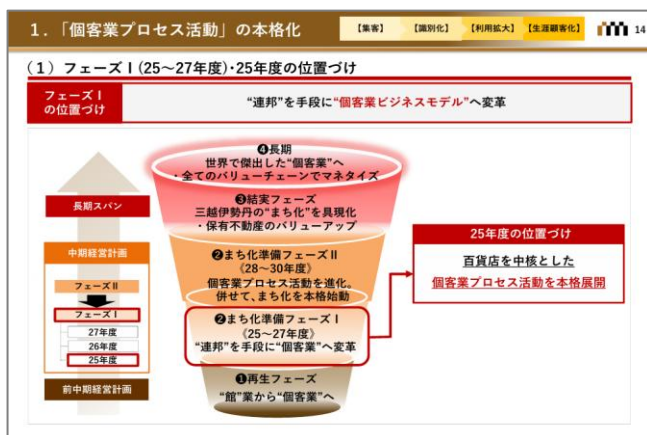 1.「個客業プロセス活動」の本格化
【集客】
【識別化】
【利用拡大】
【生涯顧客化】
14
(1)フェーズⅠ(25~27年度)・25年度の位置づけ
フェーズⅠ
の位置づけ
“連邦”を手段に“個客業ビジネスモデル”へ変革
長期スパン
中期経営計画
フェーズⅡ
フェーズⅠ
27年度
26年度
25年度
前中期経営計画
❹長期
世界で傑出した“個客業”へ
・全てのバリューチェーンでマネタイズ
❸結実フェーズ
三越伊勢丹の“まち化”を具現化
・保有不動産のバリューアップ
❷まち化準備フェーズⅡ
《28~30年度》
個客業プロセス活動を進化。
併せて、まち化を本格始動
❷まち化準備フェーズⅠ
《25~27年度》
“連邦”を手段に“個客業”へ変革
❶再生フェーズ
“館”業から“個客業”へ
25年度の位置づけ
百貨店を中核とした
個客業プロセス活動を本格展開